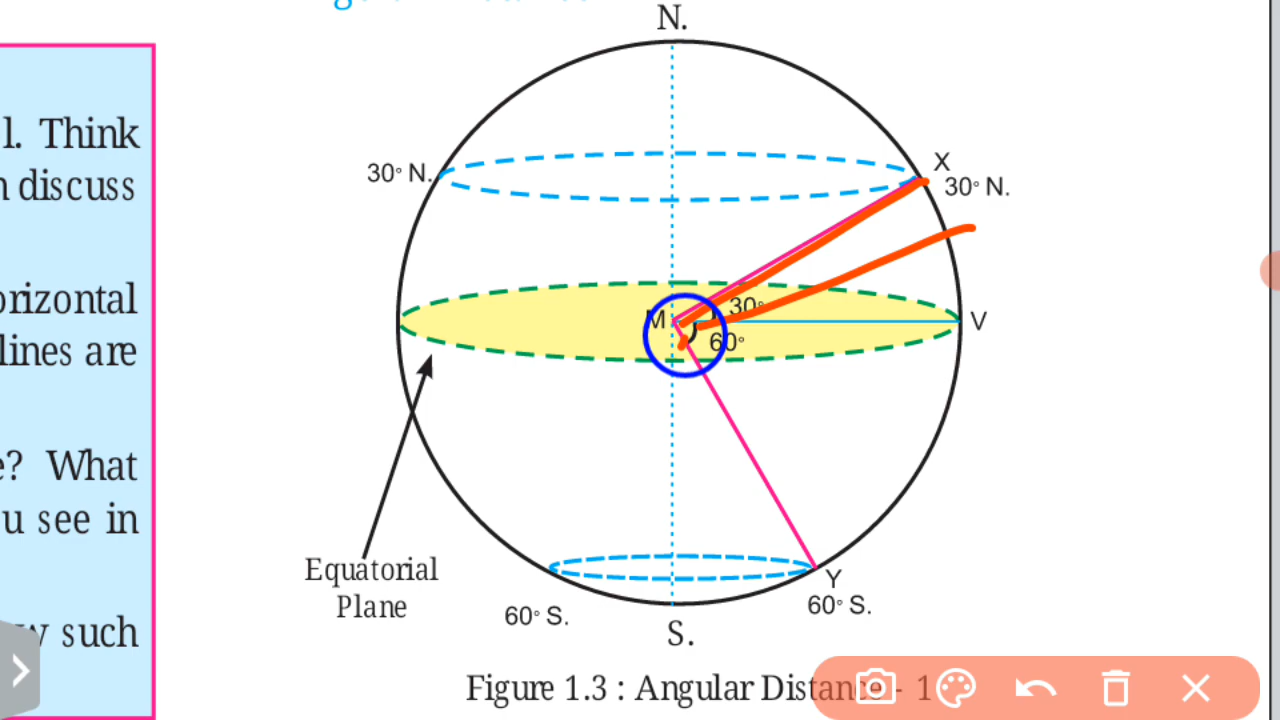 N.
l. Think
discuss
30° N.
X
30° N.
orizontal
lines are
M
30°
60°
V
e? What
u see in
such
Equatorial
Plane
60° S.
S.
Y
60° S.
Figure 1.3 : Angular Distance - 1